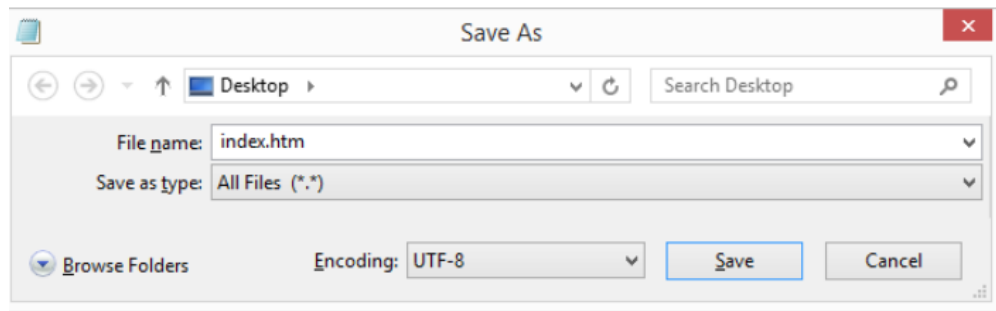 Save As
Desktop
Search Desktop
File name: index.htm
Save as type: All Files (*.*)
Browse Folders Encoding: UTF-8 Save Cancel